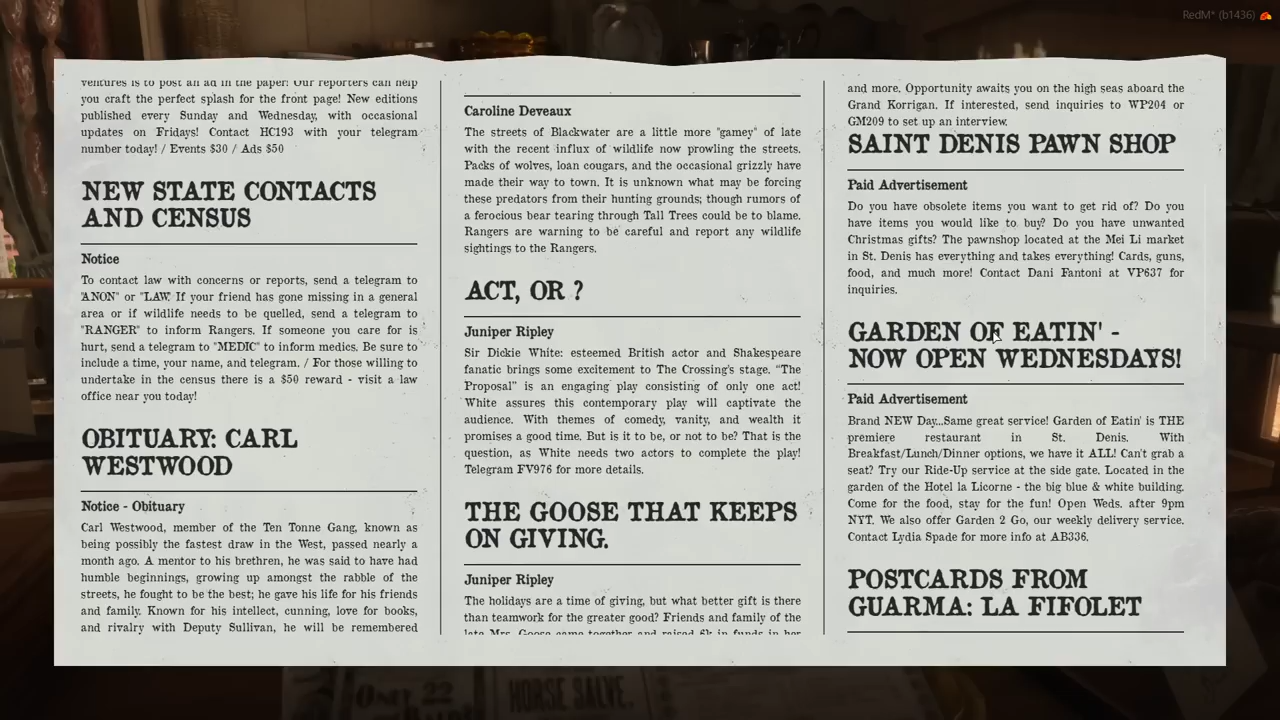 RedM* (b1436)
ventures is to post an ad in the paper! Our reporters can help
you craft the perfect splash for the front page! New editions
published every Sunday and Wednesday, with occasional
updates on Fridays! Contact HC193 with your telegram
number today! / Events $30 / Ads $50
NEW STATE CONTACTS
AND CENSUS
Notice
To contact law with concerns or reports, send a telegram to
"ANON" or "LAW". If your friend has gone missing in a general
area or if wildlife needs to be quelled, send a telegram to
"RANGER" to inform Rangers. If someone you care for is
hurt, send a telegram to "MEDIC" to inform medics. Be sure to
include a time, your name, and telegram. / For those willing to
undertake in the census there is a $50 reward - visit a law
office near you today!
OBITUARY: CARL
WESTWOOD
Notice - Obituary
Carl Westwood, member of the Ten Tonne Gang, known as
being possibly the fastest draw in the West, passed nearly a
month ago. A mentor to his brethren, he was said to have had
humble beginnings, growing up amongst the rabble of the
streets, he fought to be the best; he gave his life for his friends
and family. Known for his intellect, cunning, love for books,
and rivalry with Deputy Sullivan, he will be remembered
Caroline Deveaux
The streets of Blackwater are a little more "gamey" of late
with the recent influx of wildlife now prowling the streets.
Packs of wolves, loan cougars, and the occasional grizzly have
made their way to town. It is unknown what may be forcing
these predators from their hunting grounds; though rumors of
a ferocious bear tearing through Tall Trees could be to blame.
Rangers are warning to be careful and report any wildlife
sightings to the Rangers.
ACT, OR ?
Juniper Ripley
Sir Dickie White: esteemed British actor and Shakespeare
fanatic brings some excitement to The Crossing's stage. "The
Proposal" is an engaging play consisting of only one act!
White assures this contemporary play will captivate the
audience. With themes of comedy, vanity, and wealth it
promises a good time. But is it to be, or not to be? That is the
question, as White needs two actors to complete the play!
Telegram FV976 for more details.
THE GOOSE THAT KEEPS
ON GIVING.
Juniper Ripley
The holidays are a time of giving, but what better gift is there
than teamwork for the greater good? Friends and family of the
late Mrs. Goose came together and raised 6k in funds in her
and more. Opportunity awaits you on the high seas aboard the
Grand Korrigan. If interested, send inquiries to WP204 or
GM209 to set up an interview.
SAINT DENIS PAWN SHOP
Paid Advertisement
Do you have obsolete items you want to get rid of? Do you
have items you would like to buy? Do you have unwanted
Christmas gifts? The pawnshop located at the Mei Li market
in St. Denis has everything and takes everything! Cards, guns,
food, and much more! Contact Dani Fantoni at VP637 for
inquiries.
GARDEN OF EATIN' -
NOW OPEN WEDNESDAYS!
Paid Advertisement
Brand NEW Day...Same great service! Garden of Eatin' is THE
premiere restaurant in St. Denis. With
Breakfast/Lunch/Dinner options, we have it ALL! Can't grab a
seat? Try our Ride-Up service at the side gate. Located in the
garden of the Hotel la Licorne - the big blue & white building.
Come for the food, stay for the fun! Open Weds. after 9pm
NYT. We also offer Garden 2 Go, our weekly delivery service.
Contact Lydia Spade for more info at AB336.
POSTCARDS FROM
GUARMA: LA FIFOLET
HORSE SALVE.